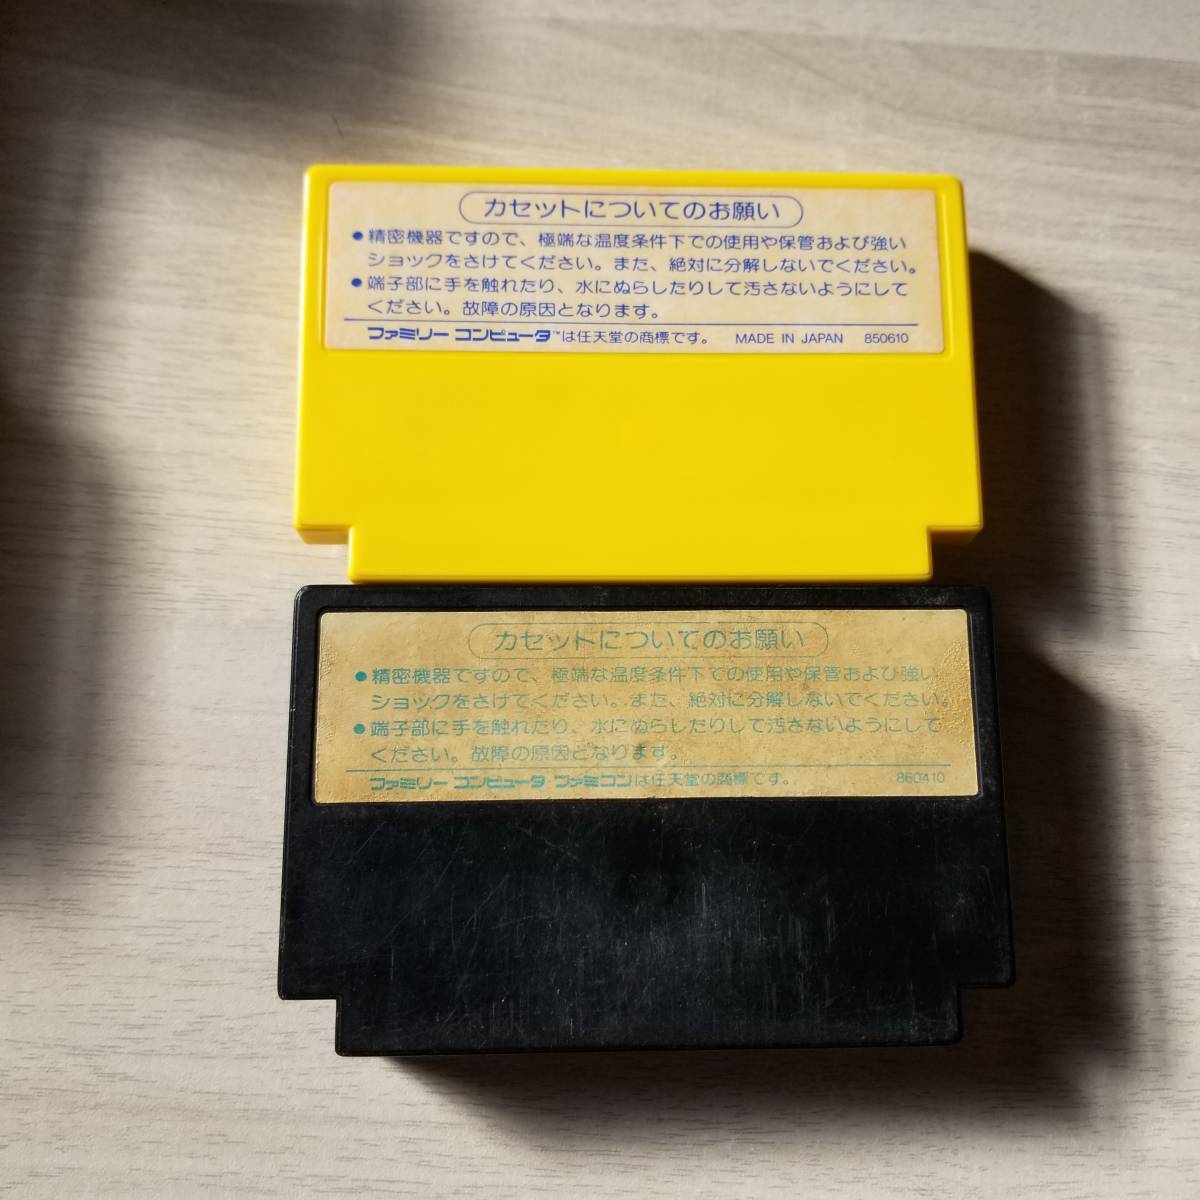 カセットについてのお願い
●精密機器ですので、極端な温度条件下での使用や保管および強い
ショックをさけてください。また、絶対に分解しないでください。
●端子部に手を触れたり、水にぬらしたりして汚さないようにして
ください。故障の原因となります。
ファミリー コンピュータ™は任天堂の商標です。 MADE IN JAPAN 850610
カセットについてのお願い
●精密機器ですので、極端な温度条件下での使用や保管および強い
ショックをさけてください。また、絶対に分解しないでください。
●端子部に手を触れたり、水にぬらしたりして汚さないようにして
ください。故障の原因となります。
ファミリー コンピュータ ファミコンは任天堂の商標です。 860410